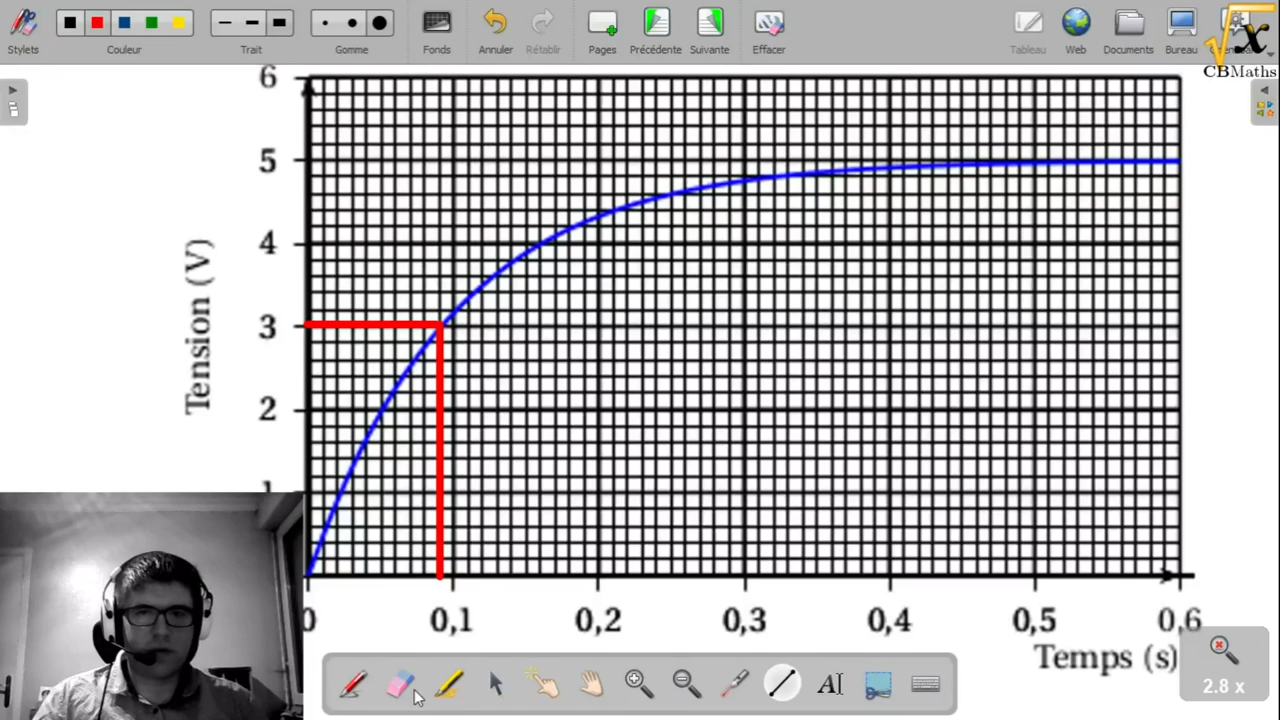 Stylets
Couleur
Trait
Gomme
Fonds
Annuler
Rétablir
Pages
Précédente
Suivante
Effacer
Tableau
Web
Documents
Bureau
√x
CBMaths
6
5
4
3
2
Tension (V)
0 0,1 0,2 0,3 0,4 0,5 0,6
Temps (s)
AI
2.8 x